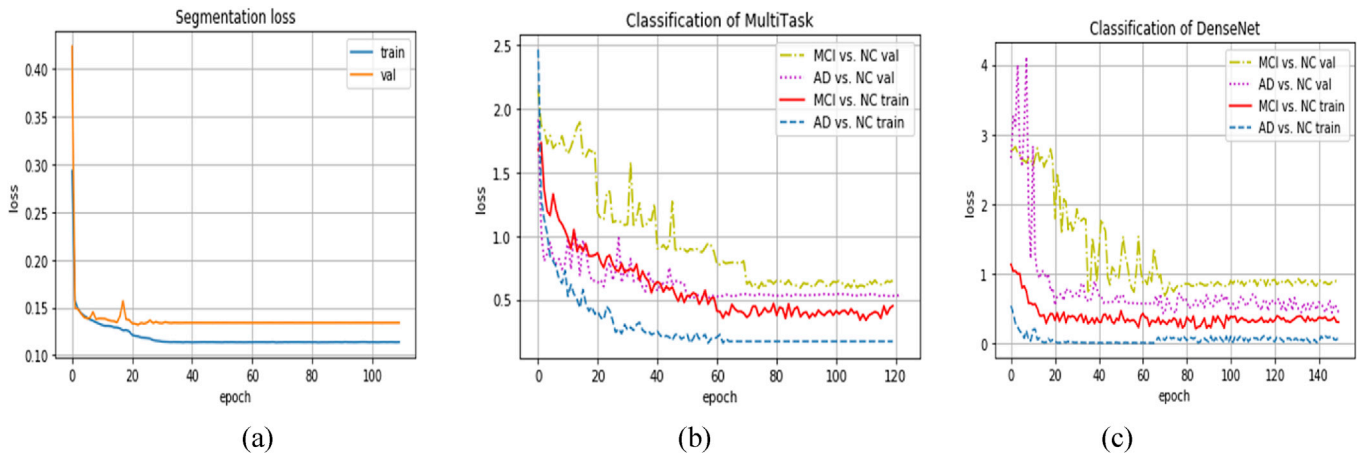 Segmentation loss
train
val
0.40
0.35
0.30
0.25
0.20
0.15
0.10
loss
0 20 40 60 80 100
epoch
(a)
Classification of MultiTask
MCI vs. NC val
AD vs. NC val
MCI vs. NC train
AD vs. NC train
2.5
2.0
1.5
1.0
0.5
loss
0 20 40 60 80 100 120
epoch
(b)
Classification of DenseNet
MCI vs. NC val
AD vs. NC val
MCI vs. NC train
AD vs. NC train
4
3
2
1
0
loss
0 20 40 60 80 100 120 140
epoch
(c)